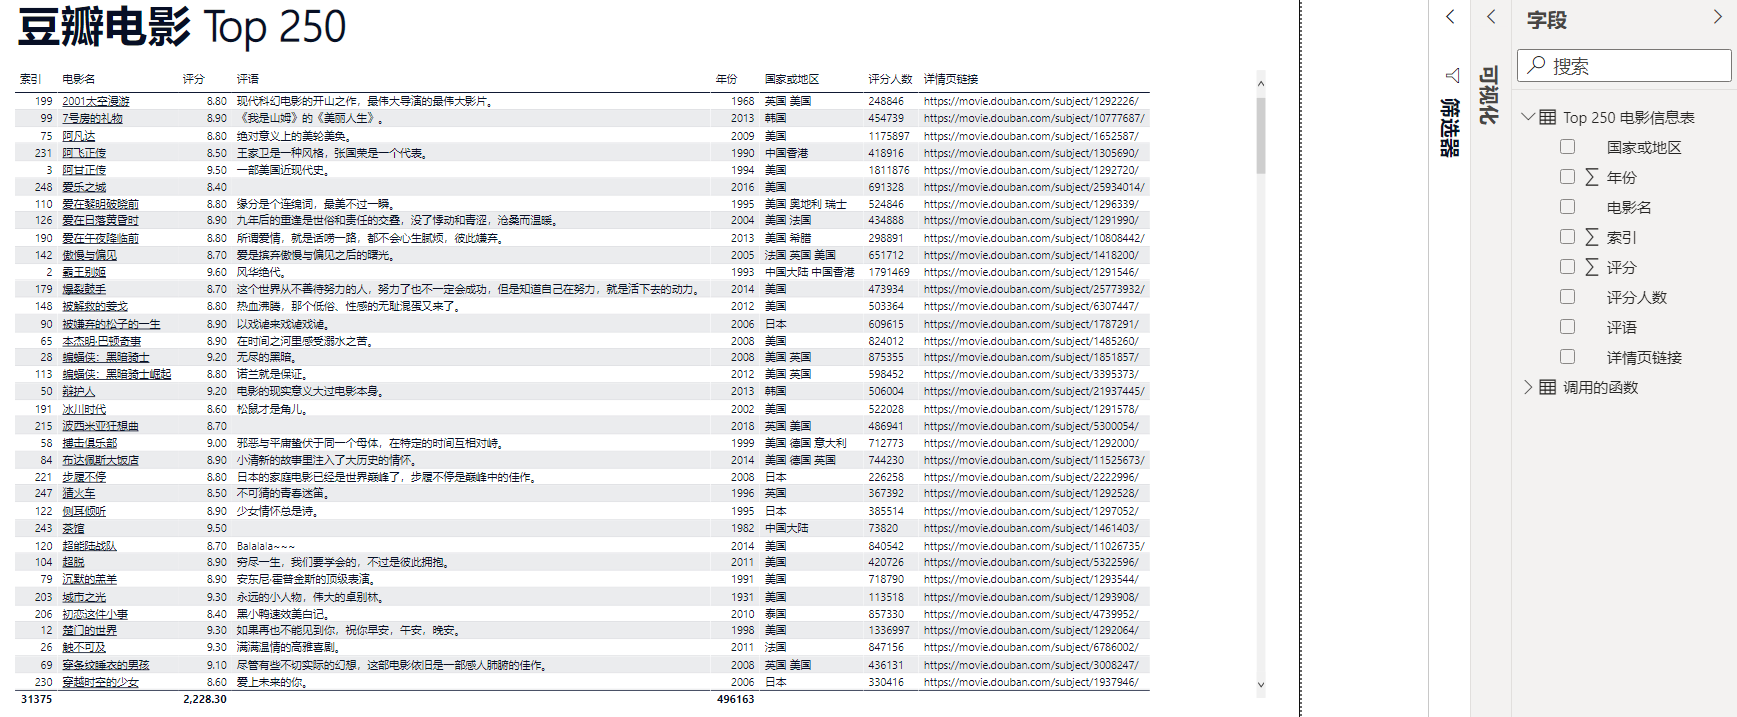 豆瓣电影 Top 250
索引 电影名 评分 评语 年份 国家或地区 评分人数 详情页链接
199 2001太空漫游 8.80 现代科幻电影的开山之作，最伟大导演的最伟大影片。 1968 英国 美国 248846 https://movie.douban.com/subject/1292226/
99 7号房的礼物 8.90 《我是山姆》的《美丽人生》。 2013 韩国 454739 https://movie.douban.com/subject/10777687/
75 阿凡达 8.80 绝对意义上的美轮美奂。 2009 美国 1175897 https://movie.douban.com/subject/1652587/
231 阿飞正传 8.50 王家卫是一种风格，张国荣是一个代表。 1990 中国香港 418916 https://movie.douban.com/subject/1305690/
3 阿甘正传 9.50 一部美国近现代史。 1994 美国 1811876 https://movie.douban.com/subject/1292720/
248 爱乐之城 8.40 2016 美国 691328 https://movie.douban.com/subject/25934014/
110 爱在黎明破晓前 8.80 缘分是个连绵词，最美不过一瞬。 1995 美国 奥地利 瑞士 524846 https://movie.douban.com/subject/1296339/
126 爱在日落黄昏时 8.90 九年后的重逢是世俗和责任的交叠，没了悸动和青涩，沧桑而温暖。 2004 美国 法国 434888 https://movie.douban.com/subject/1291990/
190 爱在午夜降临前 8.80 所谓爱情，就是话唠一路，都不会心生腻烦，彼此嫌弃。 2013 美国 希腊 298891 https://movie.douban.com/subject/10808442/
142 傲慢与偏见 8.70 爱是摈弃傲慢与偏见之后的曙光。 2005 法国 英国 美国 651712 https://movie.douban.com/subject/1418200/
2 霸王别姬 9.60 风华绝代。 1993 中国大陆 中国香港 1791469 https://movie.douban.com/subject/1291546/
179 爆裂鼓手 8.70 这个世界从不善待努力的人，努力了也不一定会成功，但是知道自己在努力，就是活下去的动力。 2014 美国 473934 https://movie.douban.com/subject/25773932/
148 被解救的姜戈 8.80 热血沸腾，那个低俗、性感的无耻混蛋又来了。 2012 美国 503364 https://movie.douban.com/subject/6307447/
90 被嫌弃的松子的一生 8.90 以戏谑来戏谑戏谑。 2006 日本 609615 https://movie.douban.com/subject/1787291/
65 本杰明·巴顿奇事 8.90 在时间之河里感受溺水之苦。 2008 美国 824012 https://movie.douban.com/subject/1485260/
28 蝙蝠侠：黑暗骑士 9.20 无尽的黑暗。 2008 美国 英国 875355 https://movie.douban.com/subject/1851857/
113 蝙蝠侠：黑暗骑士崛起 8.80 诺兰就是保证。 2012 美国 英国 598452 https://movie.douban.com/subject/3395373/
50 辩护人 9.20 电影的现实意义大过电影本身。 2013 韩国 506004 https://movie.douban.com/subject/21937445/
191 冰川时代 8.60 松鼠才是角儿。 2002 美国 522028 https://movie.douban.com/subject/1291578/
215 波西米亚狂想曲 8.70 2018 英国 美国 486941 https://movie.douban.com/subject/5300054/
58 搏击俱乐部 9.00 邪恶与平庸蛰伏于同一个母体，在特定的时间互相对峙。 1999 美国 德国 意大利 712773 https://movie.douban.com/subject/1292000/
84 布达佩斯大饭店 8.90 小清新的故事里注入了大历史的情怀。 2014 美国 德国 英国 744230 https://movie.douban.com/subject/11525673/
221 步履不停 8.80 日本的家庭电影已经是世界巅峰了，步履不停是巅峰中的佳作。 2008 日本 226258 https://movie.douban.com/subject/2222996/
247 猜火车 8.50 不可猜的青春迷笛。 1996 英国 367392 https://movie.douban.com/subject/1292528/
122 侧耳倾听 8.90 少女情怀总是诗。 1995 日本 385514 https://movie.douban.com/subject/1297052/
243 茶馆 9.50 1982 中国大陆 73820 https://movie.douban.com/subject/1461403/
120 超能陆战队 8.70 Balalala~~~ 2014 美国 840542 https://movie.douban.com/subject/11026735/
104 超脱 8.90 穷尽一生，我们要学会的，不过是彼此拥抱。 2011 美国 420726 https://movie.douban.com/subject/5322596/
79 沉默的羔羊 8.90 安东尼·霍普金斯的顶级表演。 1991 美国 718790 https://movie.douban.com/subject/1293544/
203 城市之光 9.30 永远的小人物，伟大的卓别林。 1931 美国 113518 https://movie.douban.com/subject/1293908/
206 初恋这件小事 8.40 黑小鸭速效美白记。 2010 泰国 857330 https://movie.douban.com/subject/4739952/
12 楚门的世界 9.30 如果再也不能见到你，祝你早安，午安，晚安。 1998 美国 1336997 https://movie.douban.com/subject/1292064/
26 触不可及 9.30 满满温情的高雅喜剧。 2011 法国 847156 https://movie.douban.com/subject/6786002/
69 穿条纹睡衣的男孩 9.10 尽管有些不切实际的幻想，这部电影依旧是一部感人肺腑的佳作。 2008 英国 美国 436131 https://movie.douban.com/subject/3008247/
230 穿越时空的少女 8.60 爱上未来的你。 2006 日本 330416 https://movie.douban.com/subject/1937946/
31375 2,228.30 496163
筛选器
可视化
字段
搜索
Top 250 电影信息表
国家或地区
∑ 年份
电影名
∑ 索引
∑ 评分
评分人数
评语
详情页链接
调用的函数